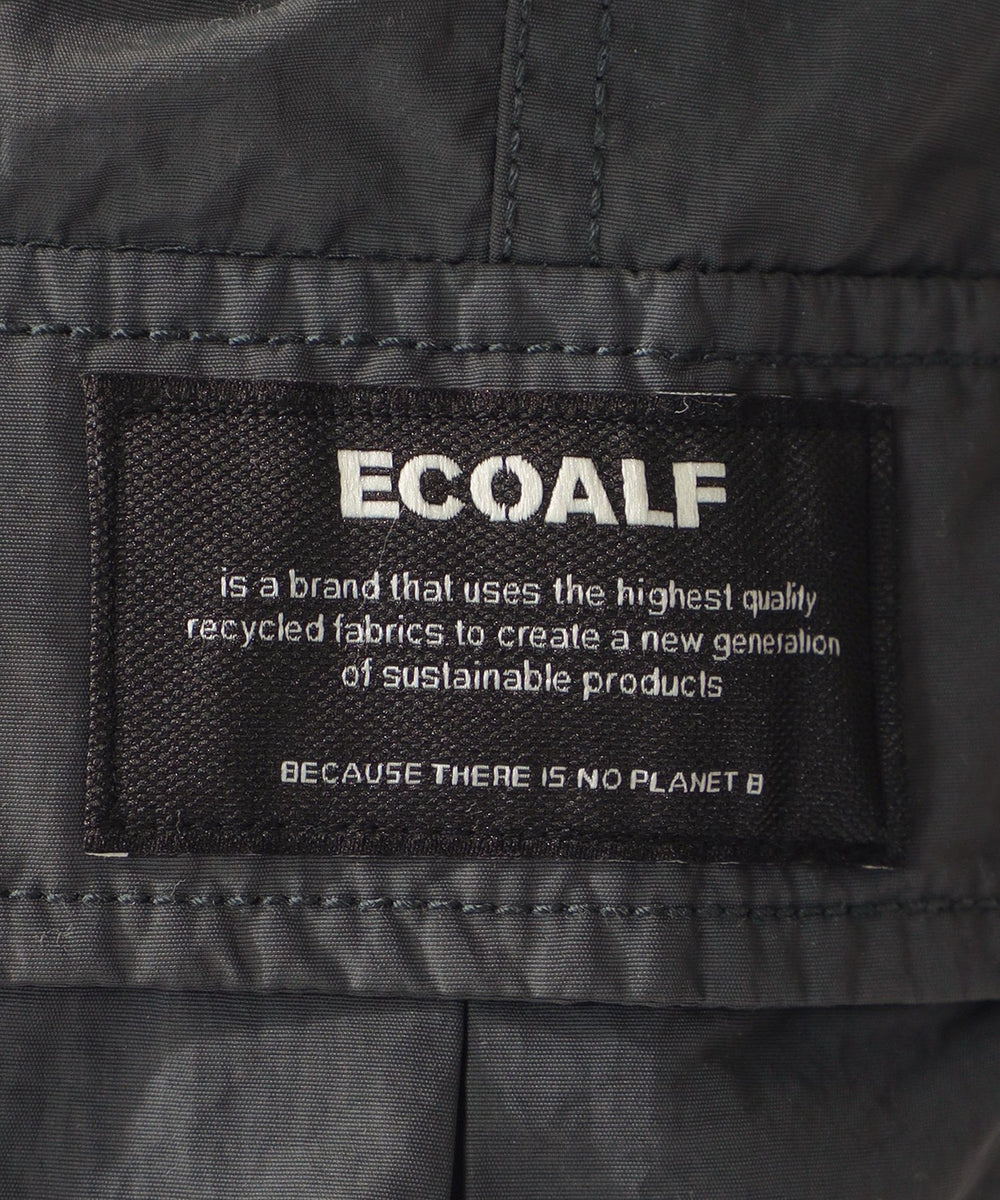 ECOALF
is a brand that uses the highest quality
recycled fabrics to create a new generation
of sustainable products
BECAUSE THERE IS NO PLANET B